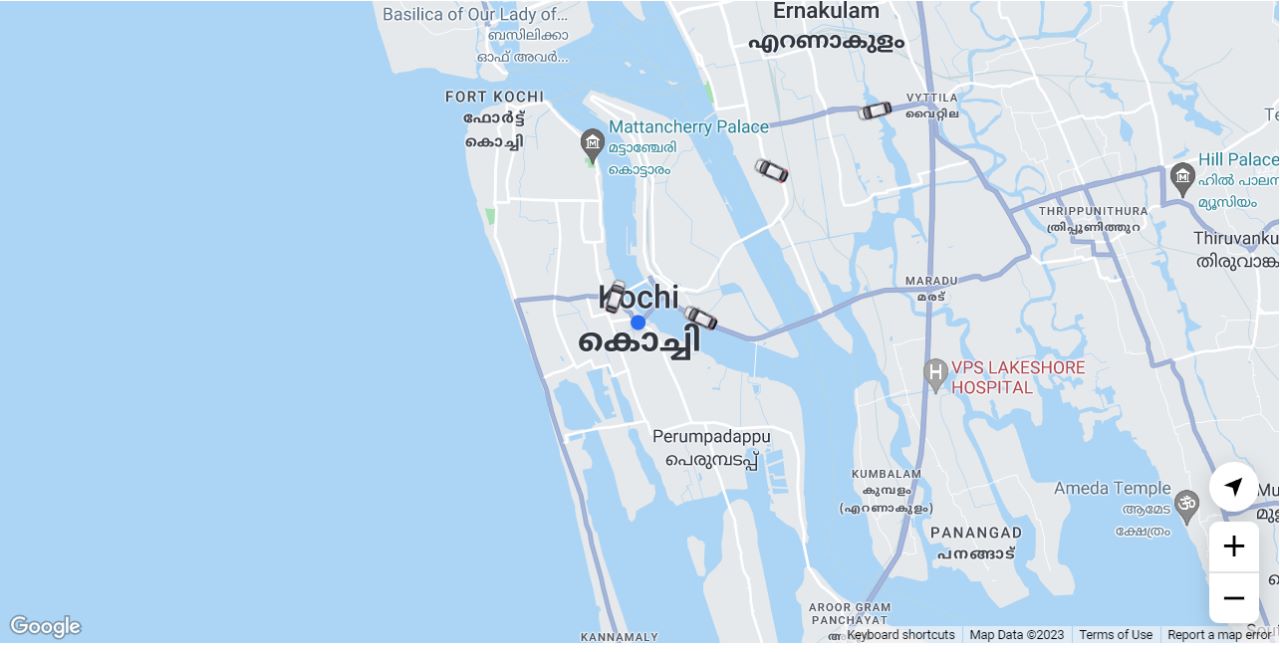 Basilica of Our Lady of...
ബസിലിക്കാ
ഓഫ് അവർ...
Ernakulam
എറണാകുളം
FORT KOCHI
ഫോർട്ട്
കൊച്ചി
Mattancherry Palace
മട്ടാഞ്ചേരി
കൊട്ടാരം
VYTTILA
വൈറ്റില
Hill Palace
ഹിൽ പാലസ
മ്യൂസിയം
THRIPPUNITHURA
ത്രിപ്പൂണിത്തുറ
Thiruvanku
തിരുവാങ്ക
MARADU
മരട്
Kochi
കൊച്ചി
VPS LAKESHORE
HOSPITAL
Perumpadappu
പെരുമ്പടപ്പ്
KUMBALAM
കുമ്പളം
(എറണാകുളം)
Ameda Temple
ആമേട
ക്ഷേത്രം
PANANGAD
പനങ്ങാട്
AROOR GRAM
PANCHAYAT
KANNAMALY
Google
Keyboard shortcuts
Map Data ©2023
Terms of Use
Report a map error